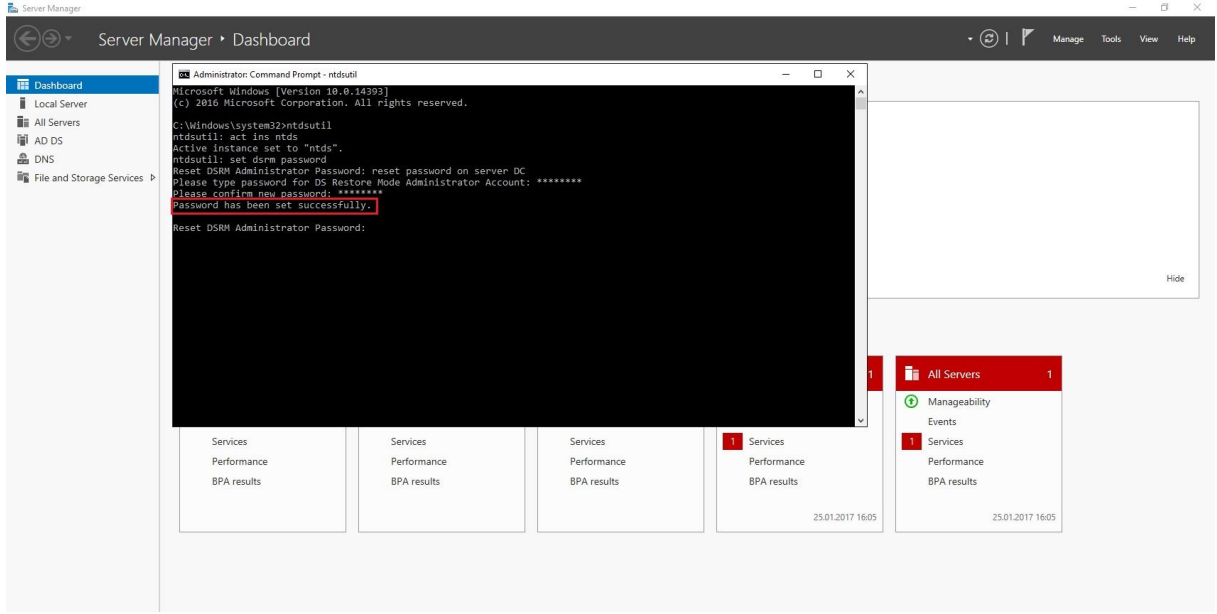 Server Manager
Server Manager • Dashboard
Manage Tools View Help
Dashboard
Local Server
All Servers
AD DS
DNS
File and Storage Services
Administrator: Command Prompt - ntdsutil
Microsoft Windows [Version 10.0.14393]
(c) 2016 Microsoft Corporation. All rights reserved.
C:\Windows\system32>ntdsutil
ntdsutil: act ins ntds
Active instance set to "ntds".
ntdsutil: set dsrm password
Reset DSRM Administrator Password: reset password on server DC
Please type password for DS Restore Mode Administrator Account: ********
Please confirm new password: ********
Password has been set successfully.
Reset DSRM Administrator Password:
Hide
Services
Performance
BPA results
Services
Performance
BPA results
Services
Performance
BPA results
1
1 Services
Performance
BPA results
25.01.2017 16:05
All Servers 1
Manageability
Events
1 Services
Performance
BPA results
25.01.2017 16:05